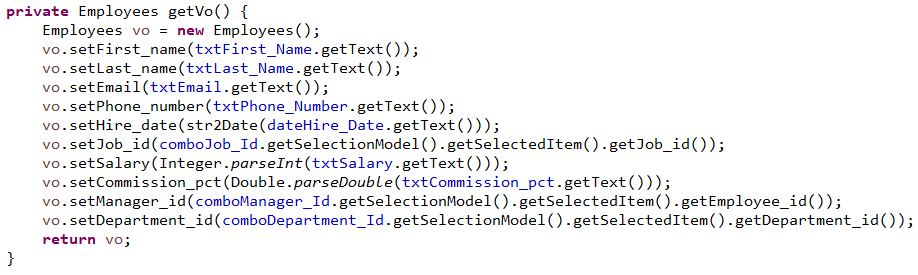 private Employees getVo() {
    Employees vo = new Employees();
    vo.setFirst_name(txtFirst_Name.getText());
    vo.setLast_name(txtLast_Name.getText());
    vo.setEmail(txtEmail.getText());
    vo.setPhone_number(txtPhone_Number.getText());
    vo.setHire_date(str2Date(dateHire_Date.getText()));
    vo.setJob_id(comboJob_Id.getSelectionModel().getSelectedItem().getJob_id());
    vo.setSalary(Integer.parseInt(txtSalary.getText()));
    vo.setCommission_pct(Double.parseDouble(txtCommission_pct.getText()));
    vo.setManager_id(comboManager_Id.getSelectionModel().getSelectedItem().getEmployee_id());
    vo.setDepartment_id(comboDepartment_Id.getSelectionModel().getSelectedItem().getDepartment_id());
    return vo;
}